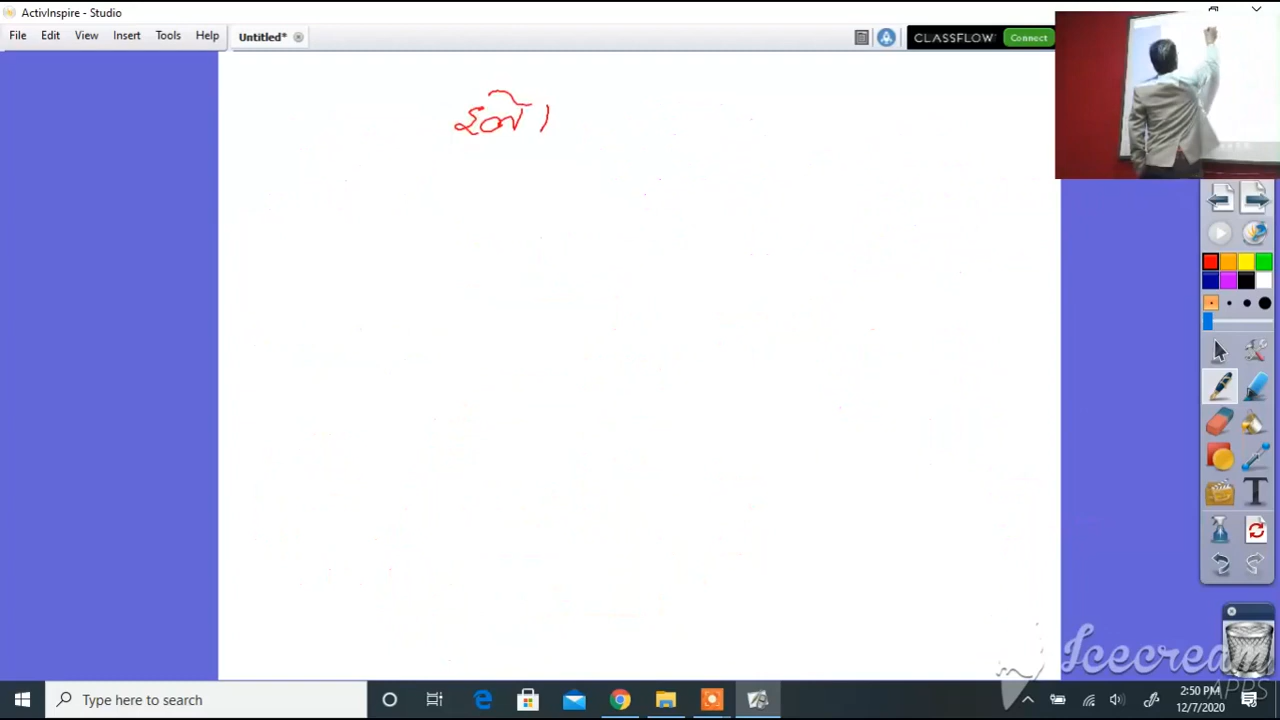 ActivInspire - Studio
File Edit View Insert Tools Help Untitled* CLASSFLOW Connect
T
Icecream
APPS
Type here to search
2:50 PM
12/7/2020